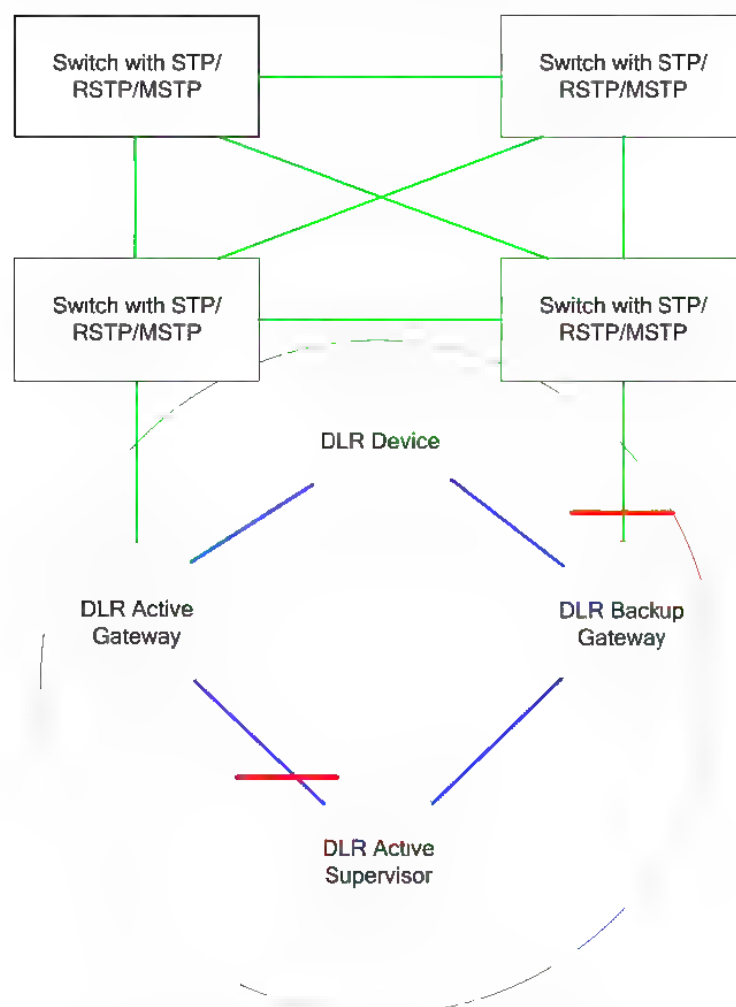 Switch with STP/
RSTP/MSTP
Switch with STP/
RSTP/MSTP
Switch with STP/
RSTP/MSTP
Switch with STP/
RSTP/MSTP
DLR Device
DLR Active
Gateway
DLR Backup
Gateway
DLR Active
Supervisor